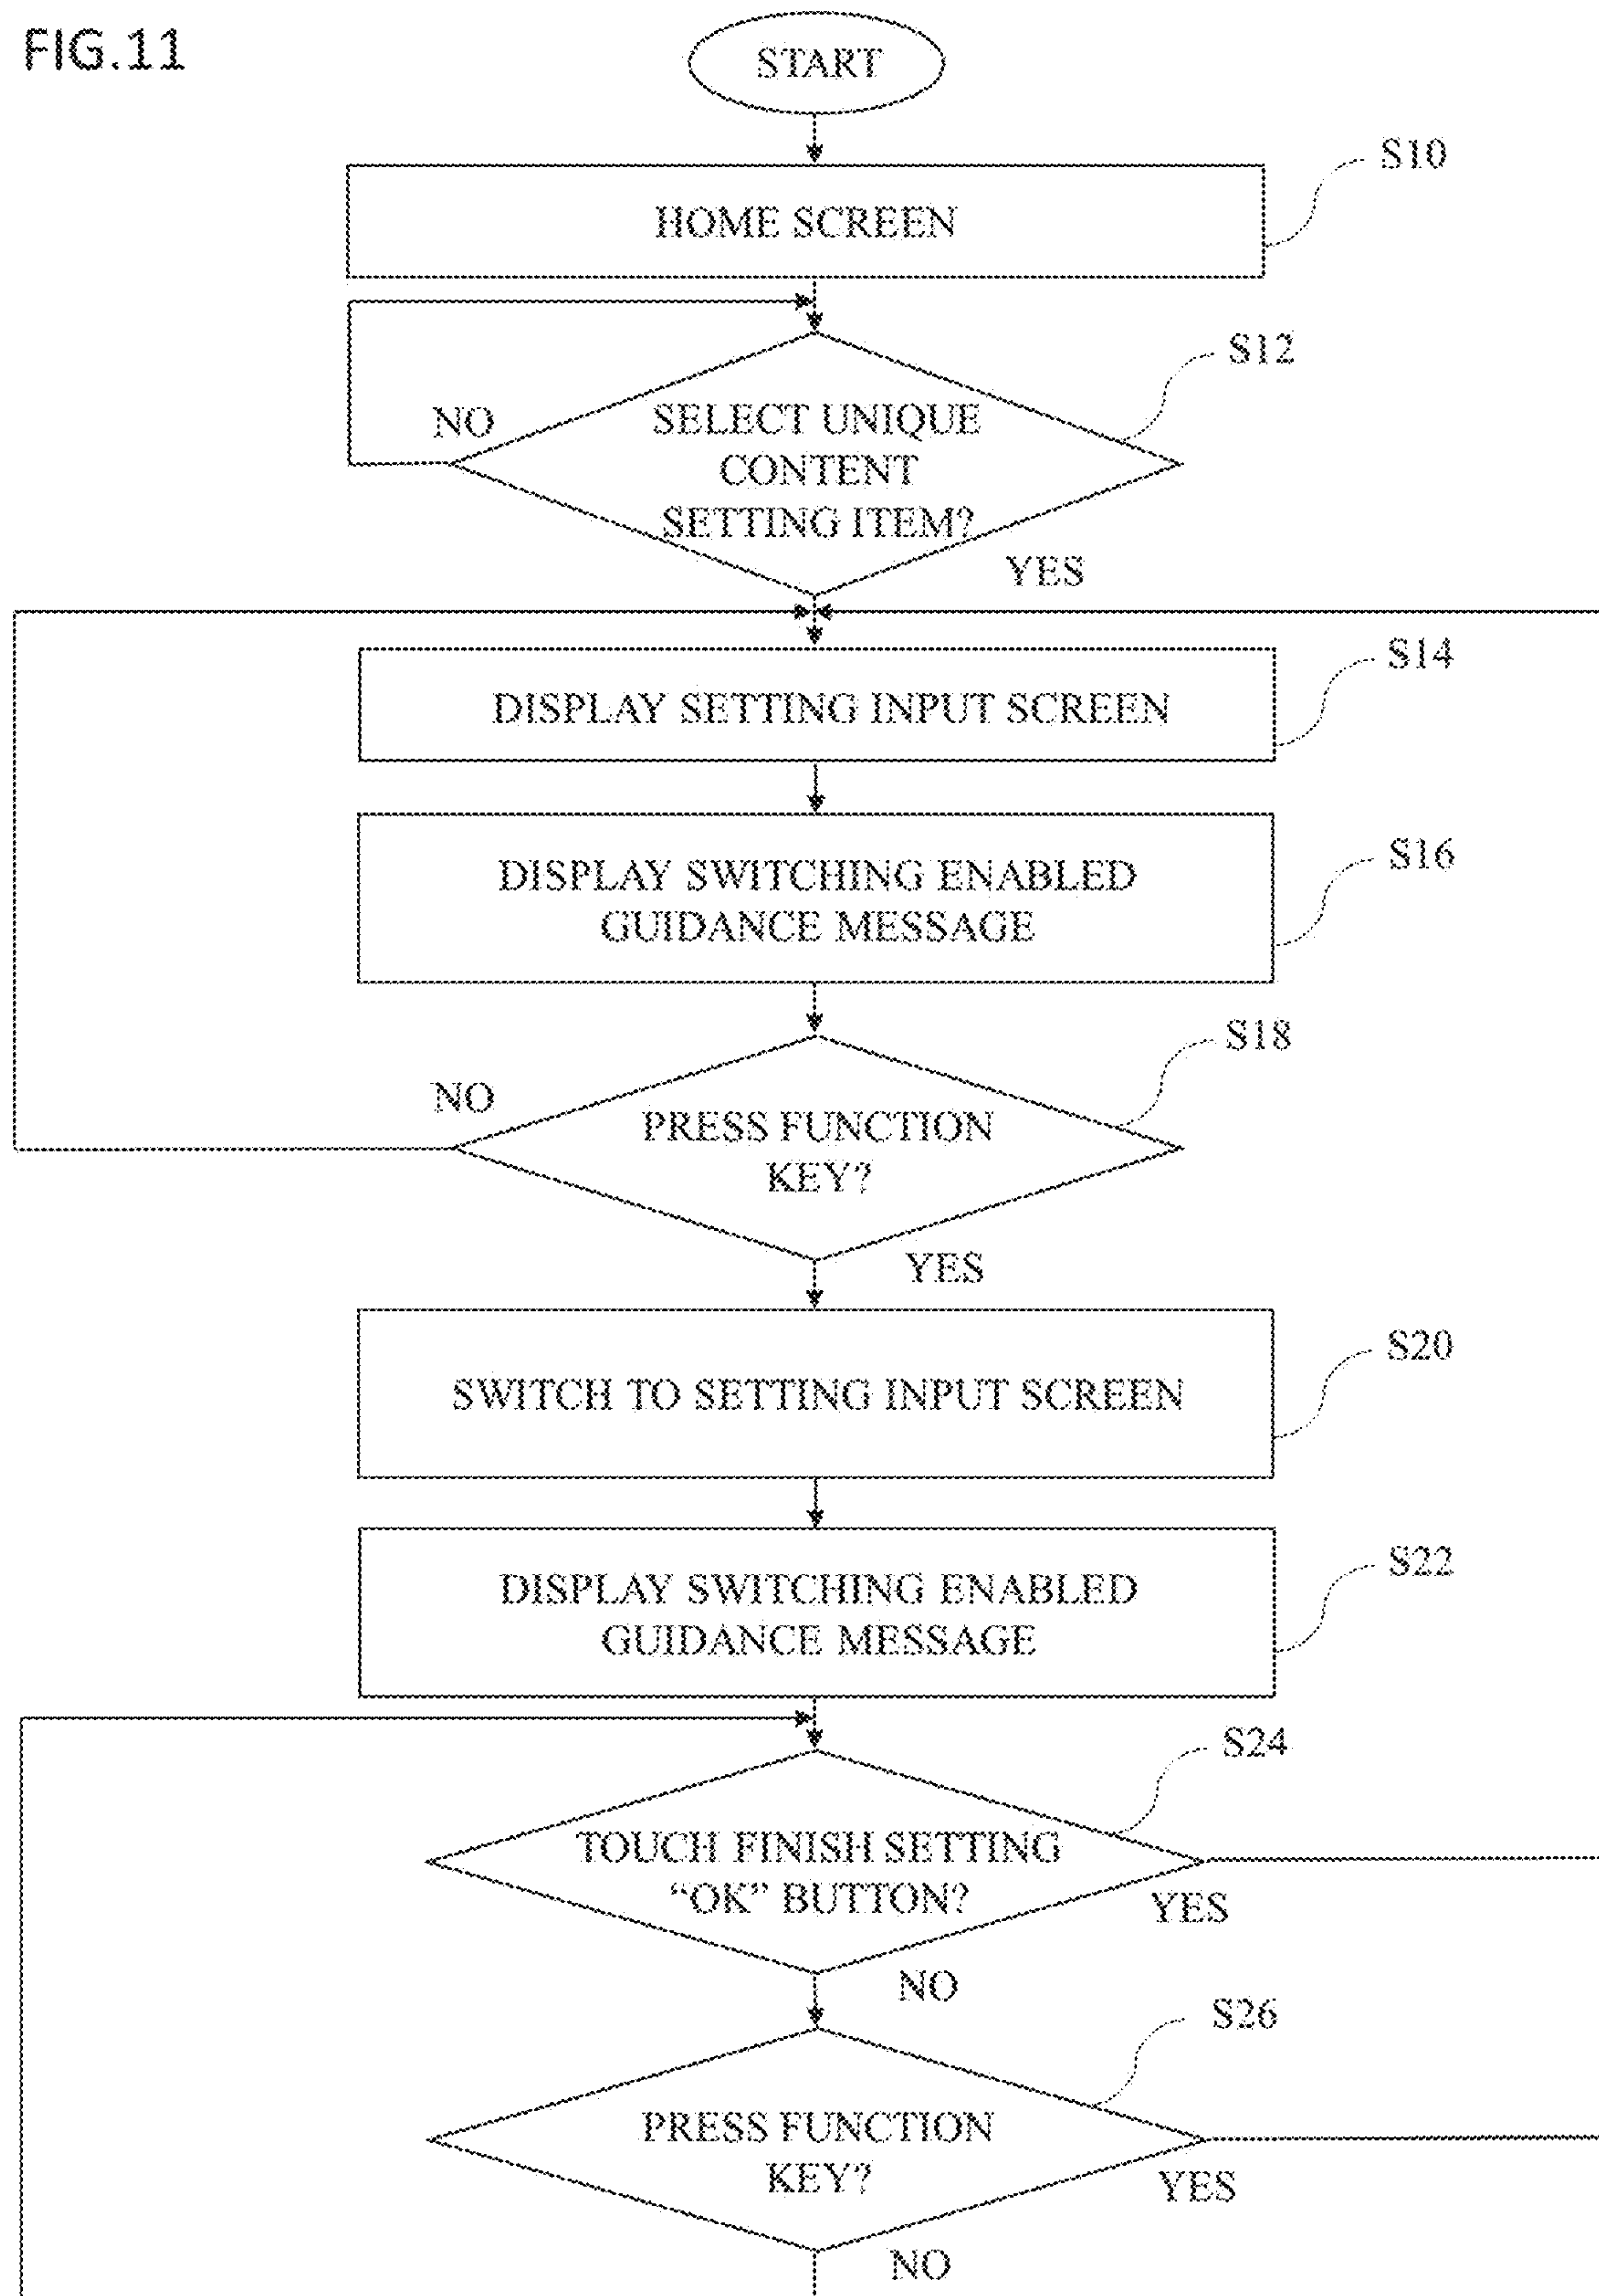 FIG.11
START
S10
HOME SCREEN
S12
NO
SELECT UNIQUE
CONTENT
SETTING ITEM?
YES
S14
DISPLAY SETTING INPUT SCREEN
S16
DISPLAY SWITCHING ENABLED
GUIDANCE MESSAGE
S18
NO
PRESS FUNCTION
KEY?
YES
S20
SWITCH TO SETTING INPUT SCREEN
S22
DISPLAY SWITCHING ENABLED
GUIDANCE MESSAGE
S24
TOUCH FINISH SETTING
“OK” BUTTON?
YES
NO
S26
PRESS FUNCTION
KEY?
YES
NO